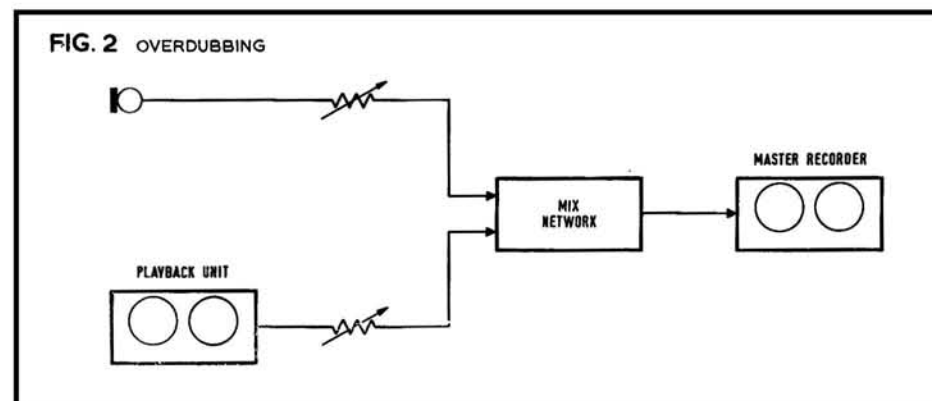 FIG. 2 OVERDUBBING
MASTER RECORDER
MIX
NETWORK
PLAYBACK UNIT